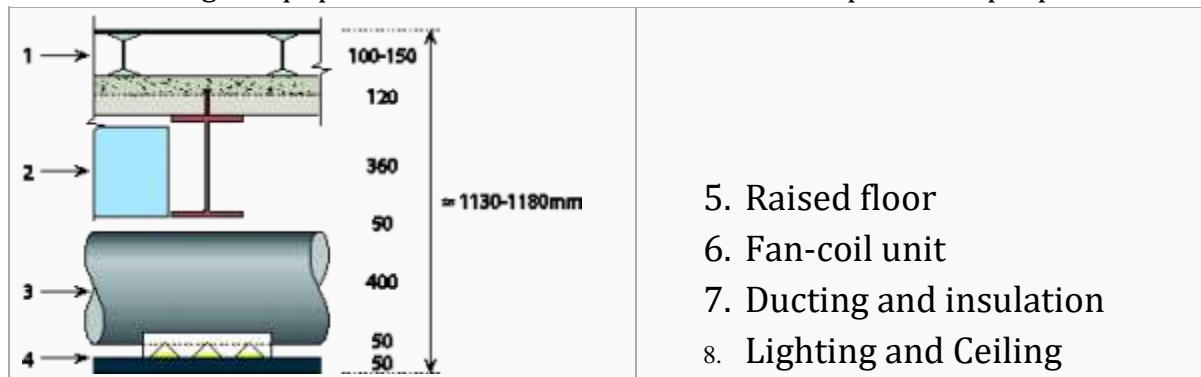 1
100-150
120
2
360
≈ 1130-1180mm
50
3
400
50
4
50
5. Raised floor
6. Fan-coil unit
7. Ducting and insulation
8. Lighting and Ceiling